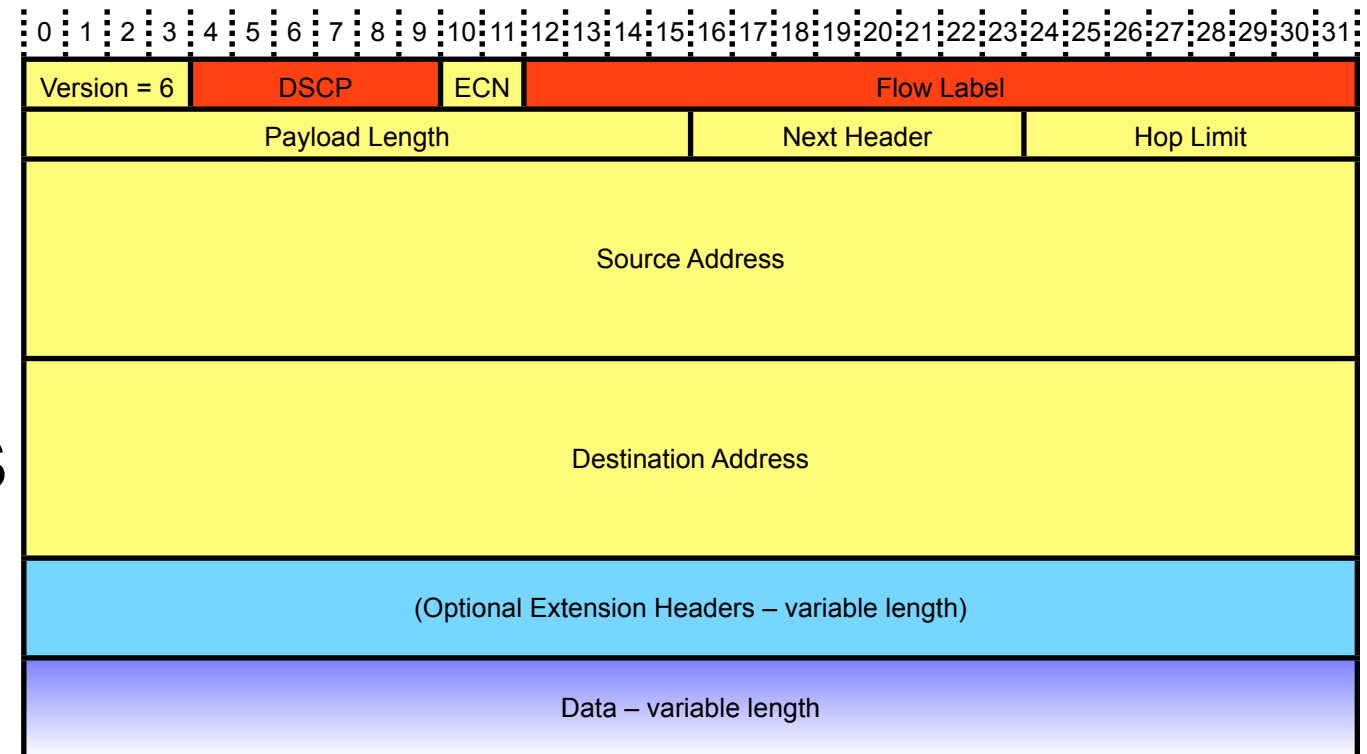 0 1 2 3 4 5 6 7 8 9 10 11 12 13 14 15 16 17 18 19 20 21 22 23 24 25 26 27 28 29 30 31
Version = 6 DSCP ECN Flow Label
Payload Length Next Header Hop Limit
Source Address
s
Destination Address
(Optional Extension Headers – variable length)
Data – variable length